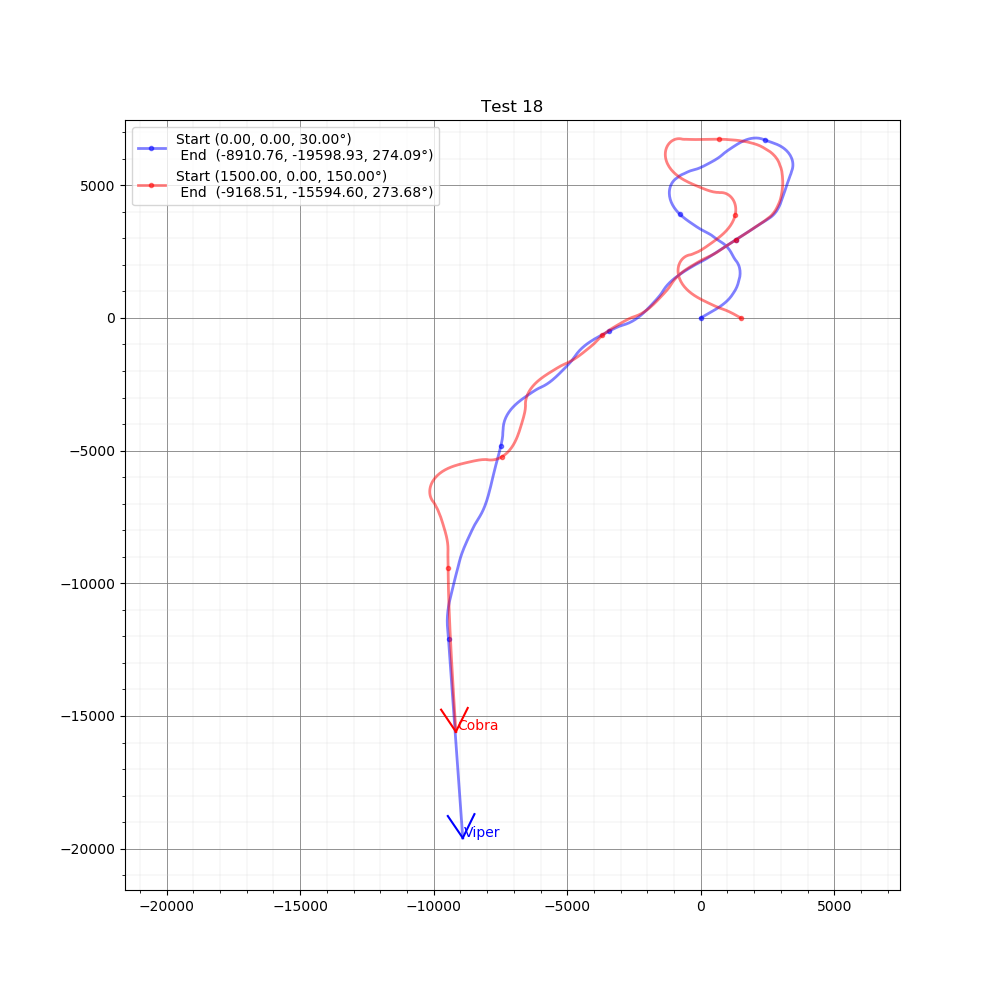 Test 18
Start (0.00, 0.00, 30.00°)
End (-8910.76, -19598.93, 274.09°)
Start (1500.00, 0.00, 150.00°)
End (-9168.51, -15594.60, 273.68°)
5000
0
−5000
−10000
−15000
−20000
Cobra
Viper
−20000
−15000
−10000
−5000
0
5000